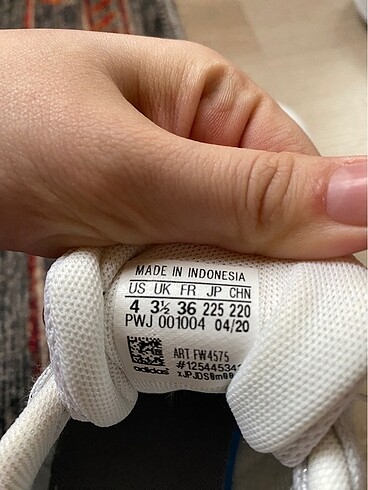 MADE IN INDONESIA
US UK FR JP CHN
4 3½ 36 225 220
PWJ 001004 04/20
ART FW4575
adidas